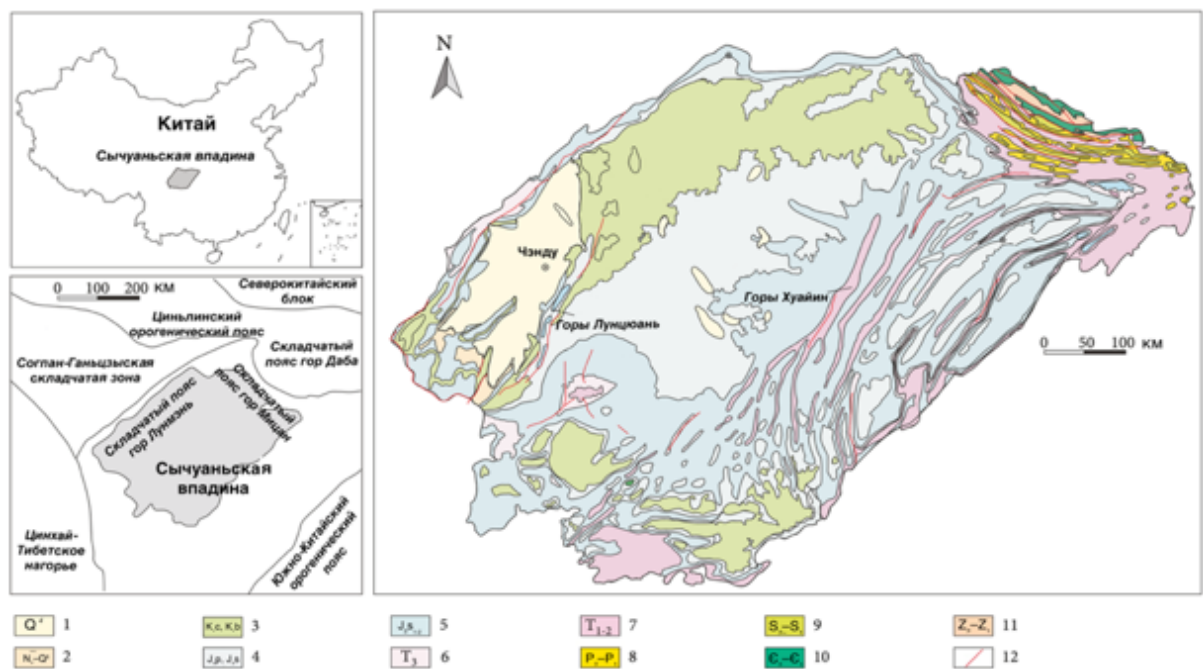 Китай
Сычуаньская впадина
0 100 200 КМ
Северокитайский
блок
Циньлинский
орогенический пояс
Складчатый
пояс гор Даба
Согпан-Ганьцзыская
складчатая зона
Складчатый пояс
гор Лунмэнь
Складчатый
пояс гор Мицан
Сычуаньская
впадина
Цинхай-
Тибетское
нагорье
Южно-Китайский
орогенический
пояс
N
Чэнду
Горы Лунцюань
Горы Хуайин
0 50 100 КМ
1
3
5
T₁₋₂ 7
9
11
2
4
T₃ 6
8
10
12